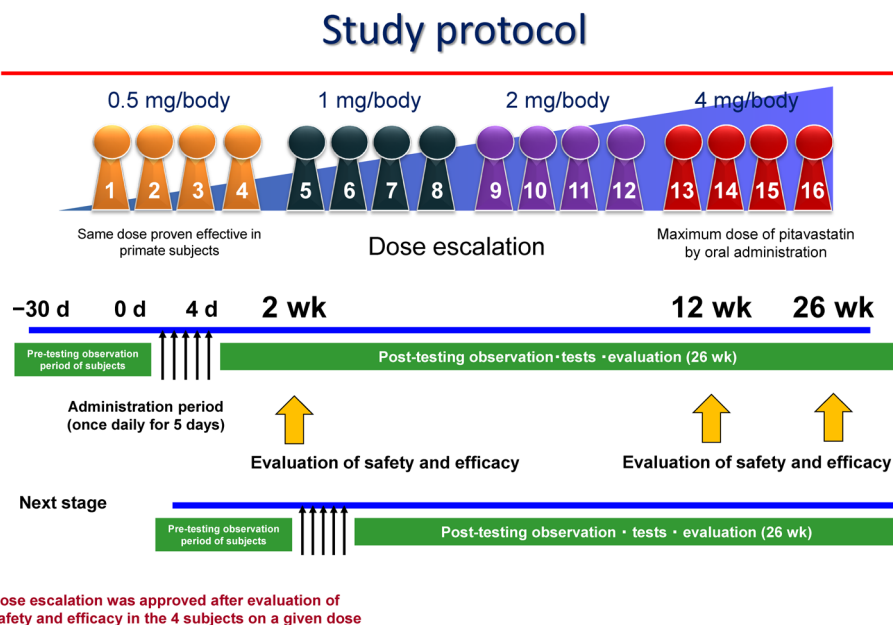 Study protocol
0.5 mg/body 1 mg/body 2 mg/body 4 mg/body
1 2 3 4 5 6 7 8 9 10 11 12 13 14 15 16
Same dose proven effective in
primate subjects
Dose escalation
Maximum dose of pitavastatin
by oral administration
−30 d 0 d 4 d 2 wk 12 wk 26 wk
Pre-testing observation
period of subjects
Post-testing observation・tests・evaluation (26 wk)
Administration period
(once daily for 5 days)
Evaluation of safety and efficacy
Evaluation of safety and efficacy
Next stage
Pre-testing observation
period of subjects
Post-testing observation・tests・evaluation (26 wk)
ose escalation was approved after evaluation of
afety and efficacy in the 4 subjects on a given dose